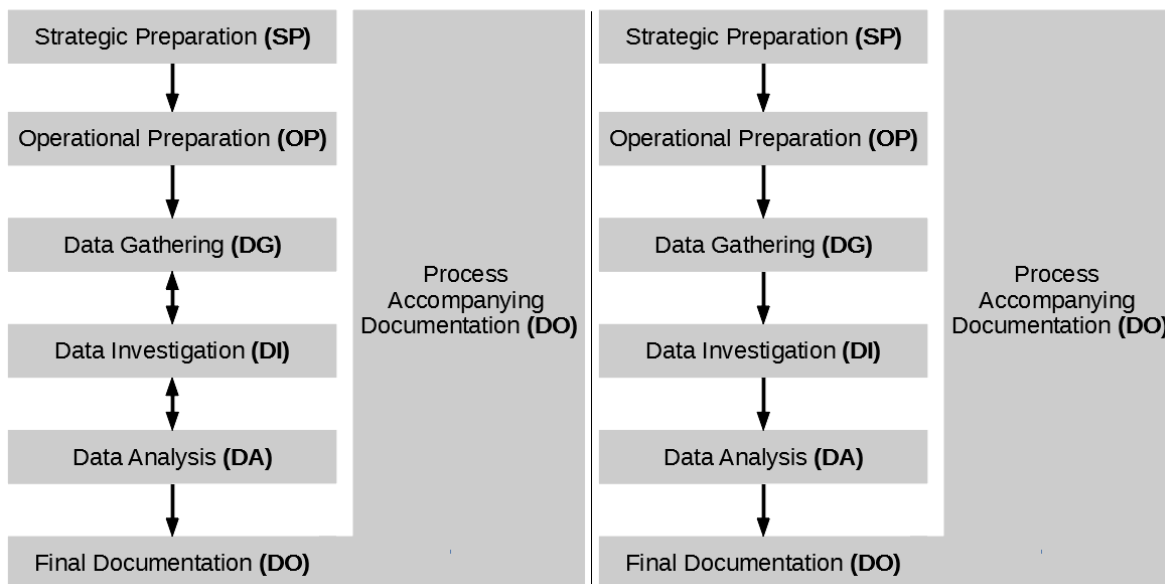 Strategic Preparation (SP)
Operational Preparation (OP)
Data Gathering (DG)
Data Investigation (DI)
Data Analysis (DA)
Final Documentation (DO)
Process
Accompanying
Documentation (DO)
Strategic Preparation (SP)
Operational Preparation (OP)
Data Gathering (DG)
Data Investigation (DI)
Data Analysis (DA)
Final Documentation (DO)
Process
Accompanying
Documentation (DO)